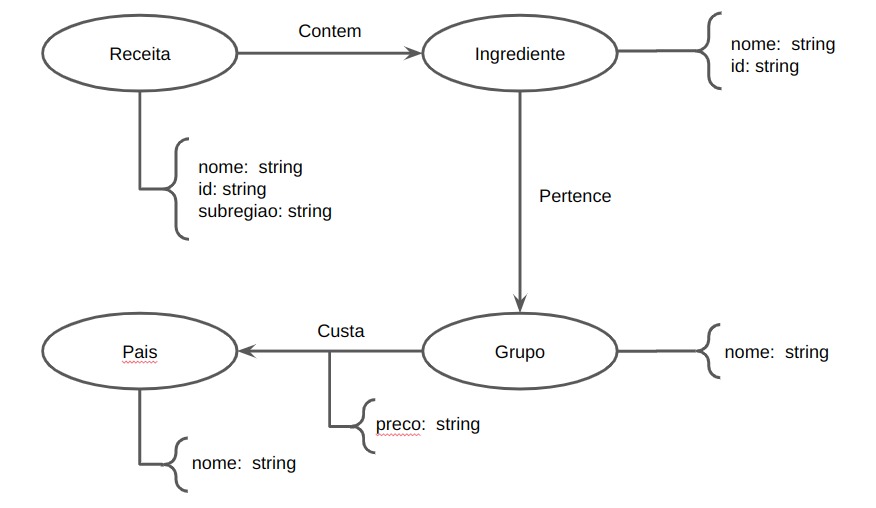 Contem
Receita
Ingrediente
nome:  string
id: string
nome:  string
id: string
subregiao: string
Pertence
Custa
Pais
Grupo
nome:  string
preco:  string
nome:  string